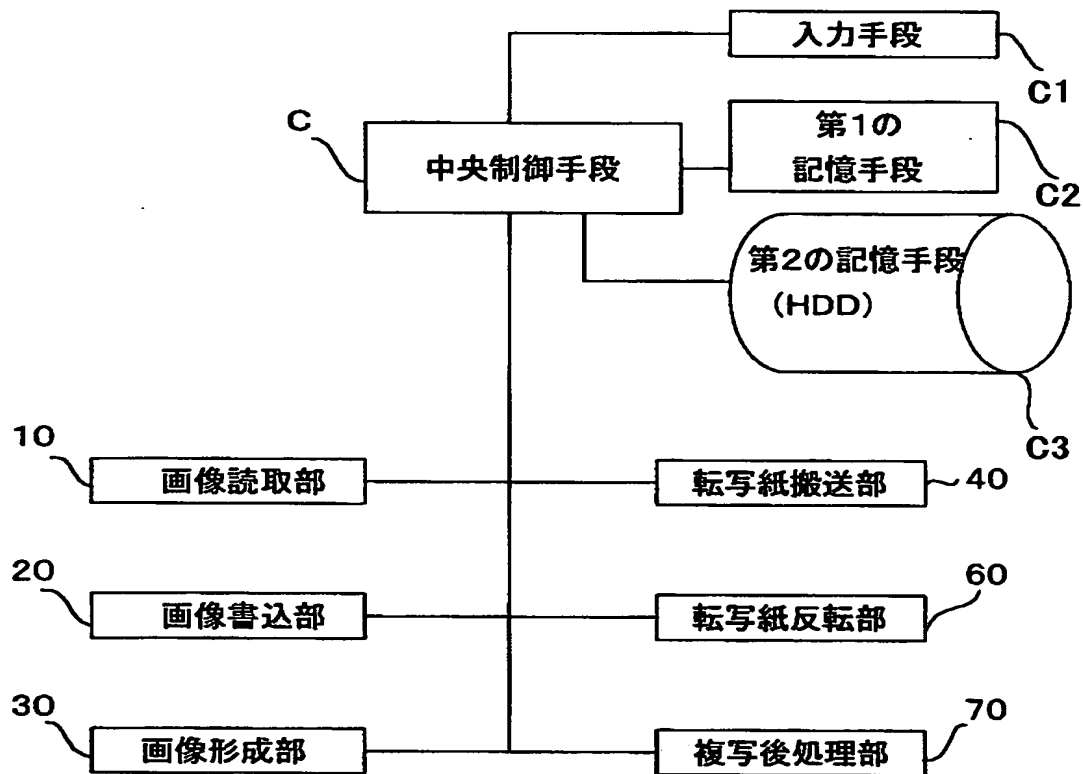 入力手段
C1
C
中央制御手段
第1の
記憶手段
C2
第2の記憶手段
(HDD)
C3
10
画像読取部
転写紙搬送部
40
20
画像書込部
転写紙反転部
60
30
画像形成部
複写後処理部
70